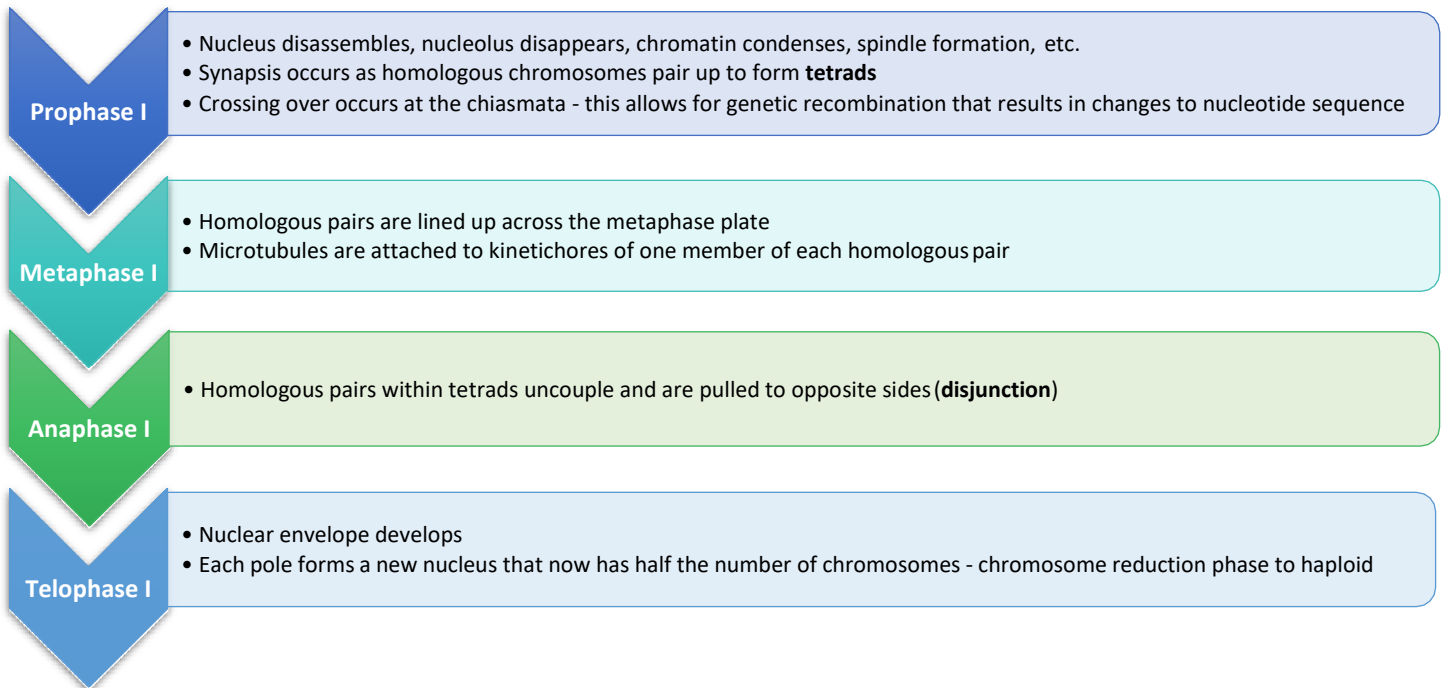 • Nucleus disassembles, nucleolus disappears, chromatin condenses, spindle formation, etc.
• Synapsis occurs as homologous chromosomes pair up to form tetrads
• Crossing over occurs at the chiasmata - this allows for genetic recombination that results in changes to nucleotide sequence
Prophase I
• Homologous pairs are lined up across the metaphase plate
• Microtubules are attached to kinetichores of one member of each homologous pair
Metaphase I
• Homologous pairs within tetrads uncouple and are pulled to opposite sides (disjunction)
Anaphase I
• Nuclear envelope develops
• Each pole forms a new nucleus that now has half the number of chromosomes - chromosome reduction phase to haploid
Telophase I